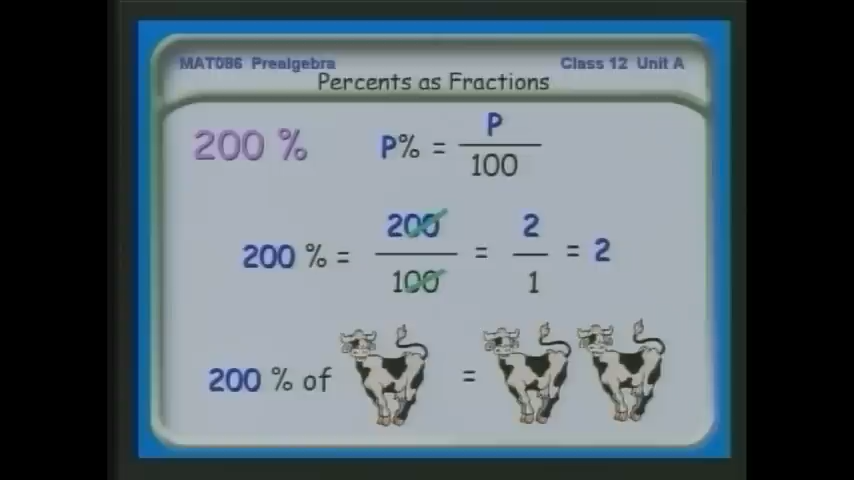 MAT086 Prealgebra
Class 12 Unit A
Percents as Fractions
200 %
P% = P / 100
200 % = 200 / 100 = 2 / 1 = 2
200 % of =